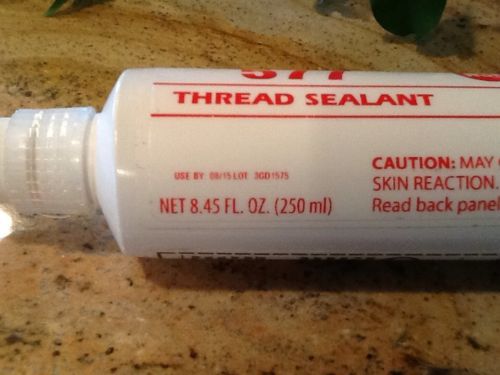 577
THREAD SEALANT
USE BY: 08/15 LOT 3GD1575
NET 8.45 FL. OZ. (250 ml)
CAUTION: MAY
SKIN REACTION.
Read back panel